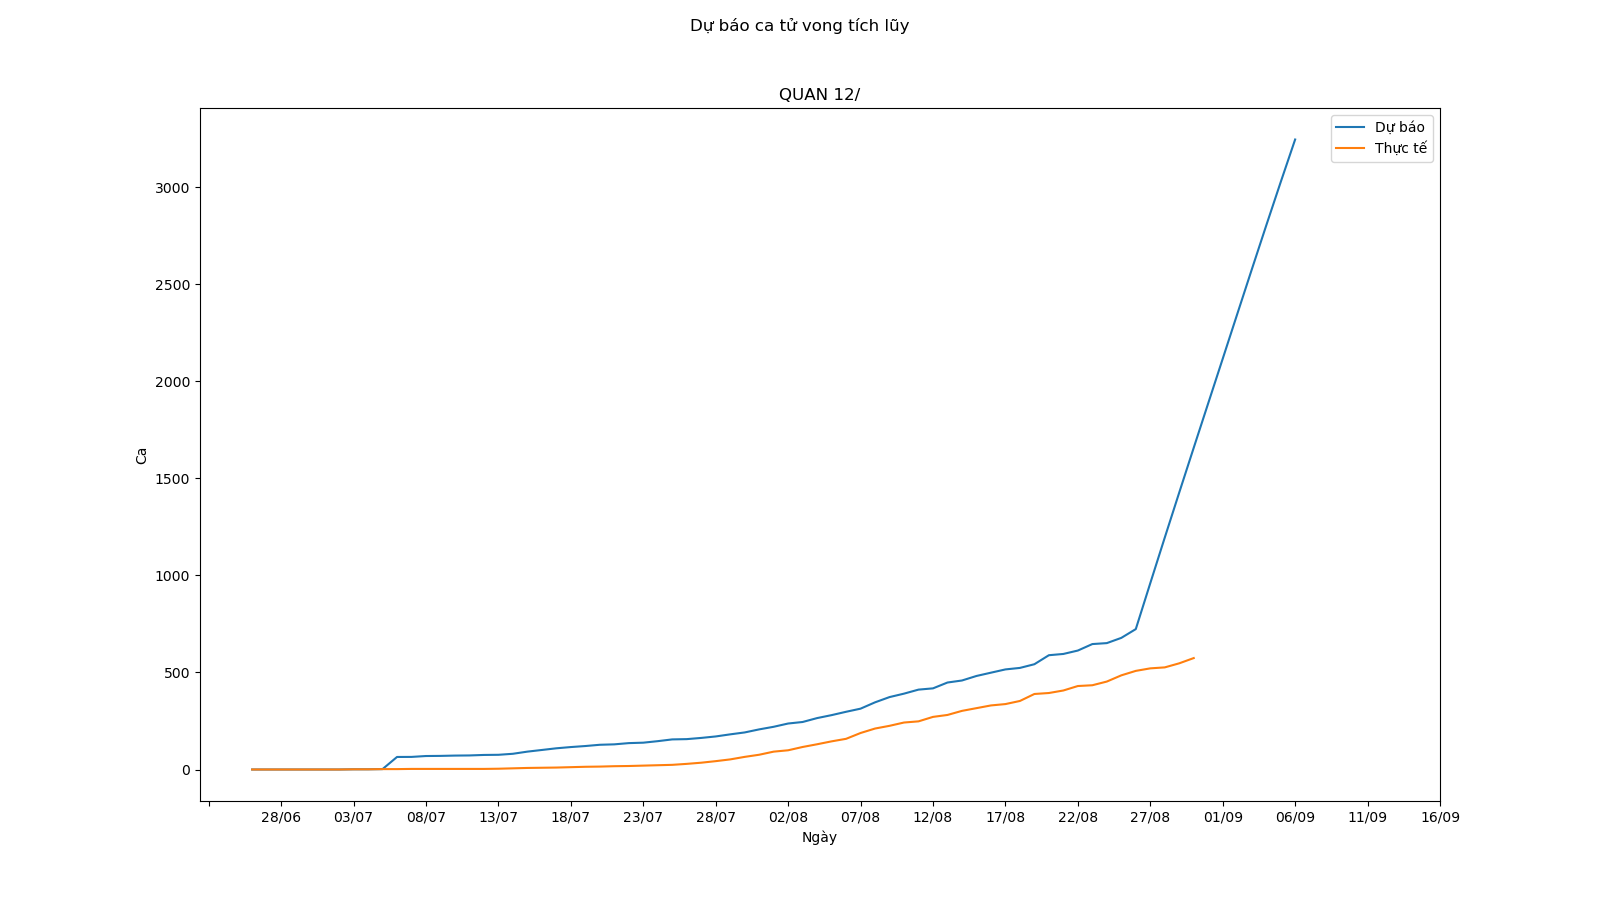 Dự báo ca tử vong tích lũy
QUAN 12/
Dự báo
Thực tế
3000
2500
2000
1500
1000
500
0
Ca
28/06 03/07 08/07 13/07 18/07 23/07 28/07 02/08 07/08 12/08 17/08 22/08 27/08 01/09 06/09 11/09 16/09
Ngày